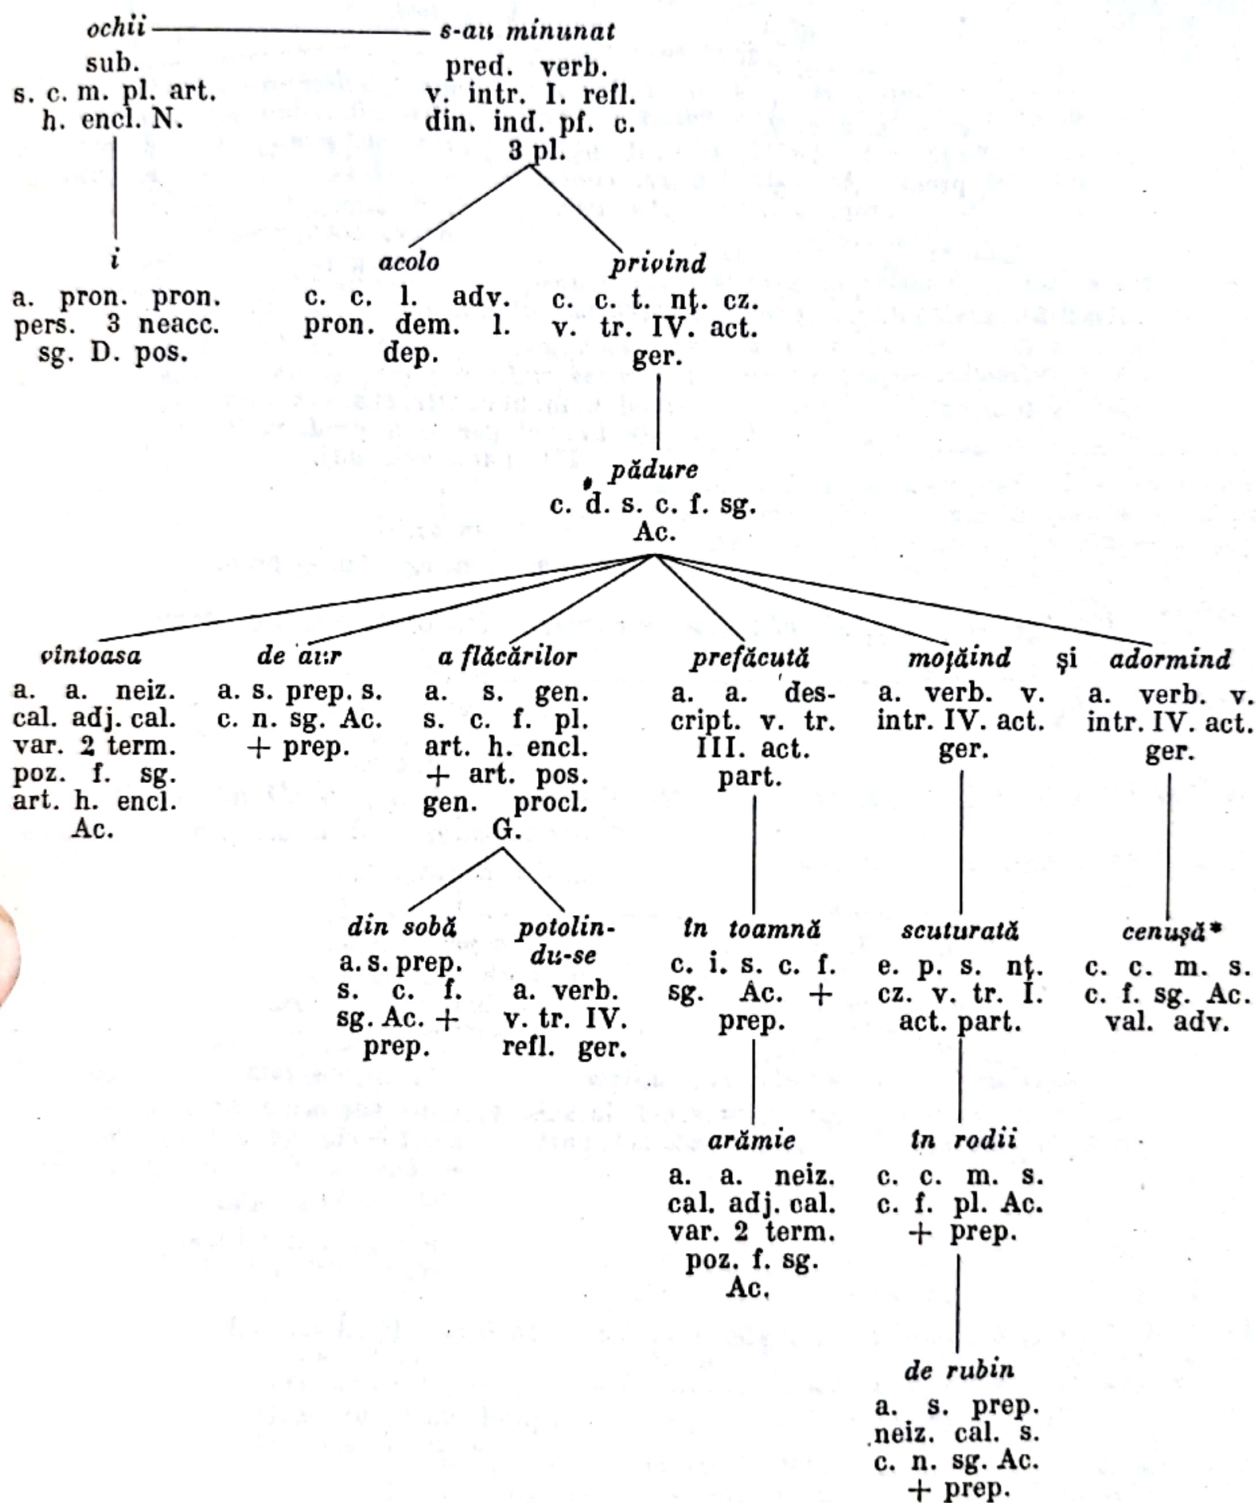 ochii s-au minunat
sub.
s. c. m. pl. art.
h. encl. N.
pred. verb.
v. intr. I. refl.
din. ind. pf. c.
3 pl.
i
a. pron. pron.
pers. 3 neacc.
sg. D. pos.
acolo
c. c. l. adv.
pron. dem. l.
dep.
privind
c. c. t. nţ. cz.
v. tr. IV. act.
ger.
pădure
c. d. s. c. f. sg.
Ac.
vîntoasa
a. a. neiz.
cal. adj. cal.
var. 2 term.
poz. f. sg.
art. h. encl.
Ac.
de aur
a. s. prep. s.
c. n. sg. Ac.
+ prep.
a flăcărilor
a. s. gen.
s. c. f. pl.
art. h. encl.
+ art. pos.
gen. procl.
G.
prefăcută
a. a. des-
cript. v. tr.
III. act.
part.
moţăind şi adormind
a. verb. v.
intr. IV. act.
ger.
a. verb. v.
intr. IV. act.
ger.
din sobă
a. s. prep.
s. c. f.
sg. Ac. +
prep.
potolin-
du-se
a. verb.
v. tr. IV.
refl. ger.
în toamnă
c. i. s. c. f.
sg. Ac. +
prep.
scuturată
e. p. s. nţ.
cz. v. tr. I.
act. part.
cenuşă*
c. c. m. s.
c. f. sg. Ac.
val. adv.
arămie
a. a. neiz.
cal. adj. cal.
var. 2 term.
poz. f. sg.
Ac.
în rodii
c. c. m. s.
c. f. pl. Ac.
+ prep.
de rubin
a. s. prep.
neiz. cal. s.
c. n. sg. Ac.
+ prep.